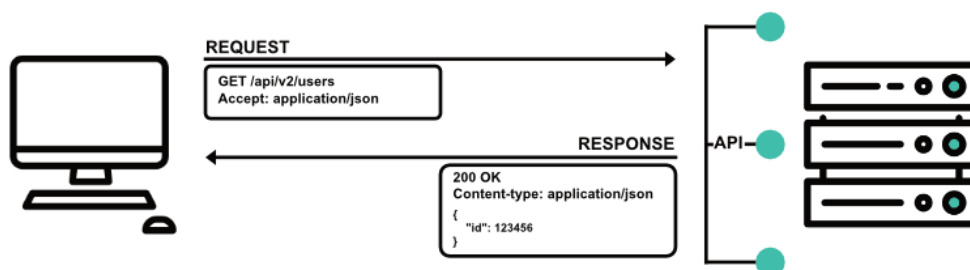 REQUEST
GET /api/v2/users
Accept: application/json
RESPONSE
API
200 OK
Content-type: application/json
{
"id": 123456
}